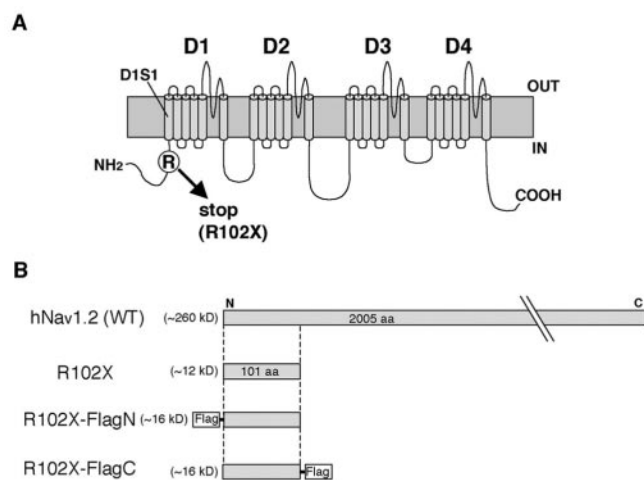 A
D1 D2 D3 D4
D1S1
OUT
IN
NH2
R
stop
(R102X)
COOH
B
N C
hNav1.2 (WT) (~260 kD) 2005 aa
R102X (~12 kD) 101 aa
R102X-FlagN (~16 kD) Flag
R102X-FlagC (~16 kD) Flag